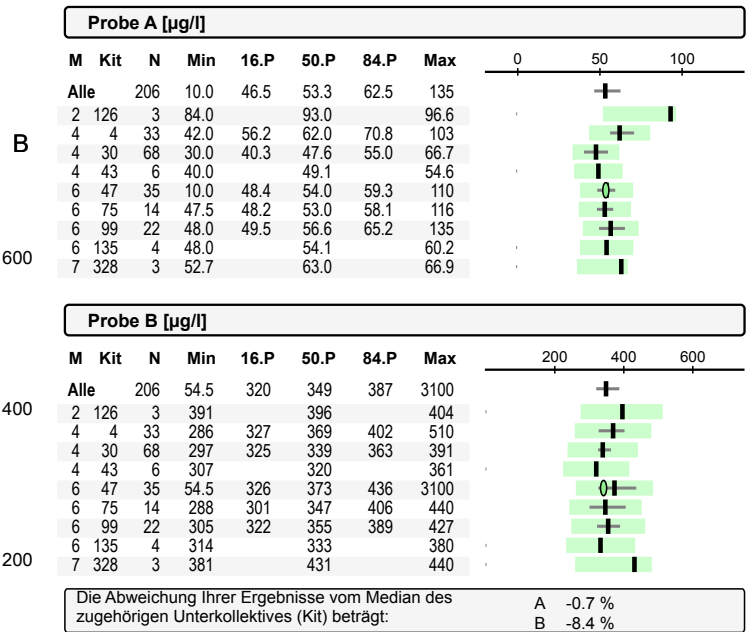 Probe A [µg/l]
M Kit N Min 16.P 50.P 84.P Max 0 50 100
Alle 206 10.0 46.5 53.3 62.5 135
2 126 3 84.0 93.0 96.6
B
4 4 33 42.0 56.2 62.0 70.8 103
4 30 68 30.0 40.3 47.6 55.0 66.7
4 43 6 40.0 49.1 54.6
6 47 35 10.0 48.4 54.0 59.3 110
6 75 14 47.5 48.2 53.0 58.1 116
6 99 22 48.0 49.5 56.6 65.2 135
6 135 4 48.0 54.1 60.2
600
7 328 3 52.7 63.0 66.9
Probe B [µg/l]
M Kit N Min 16.P 50.P 84.P Max 200 400 600
Alle 206 54.5 320 349 387 3100
400
2 126 3 391 396 404
4 4 33 286 327 369 402 510
4 30 68 297 325 339 363 391
4 43 6 307 320 361
6 47 35 54.5 326 373 436 3100
6 75 14 288 301 347 406 440
6 99 22 305 322 355 389 427
6 135 4 314 333 380
200
7 328 3 381 431 440
Die Abweichung Ihrer Ergebnisse vom Median des
zugehörigen Unterkollektives (Kit) beträgt:
A -0.7 %
B -8.4 %